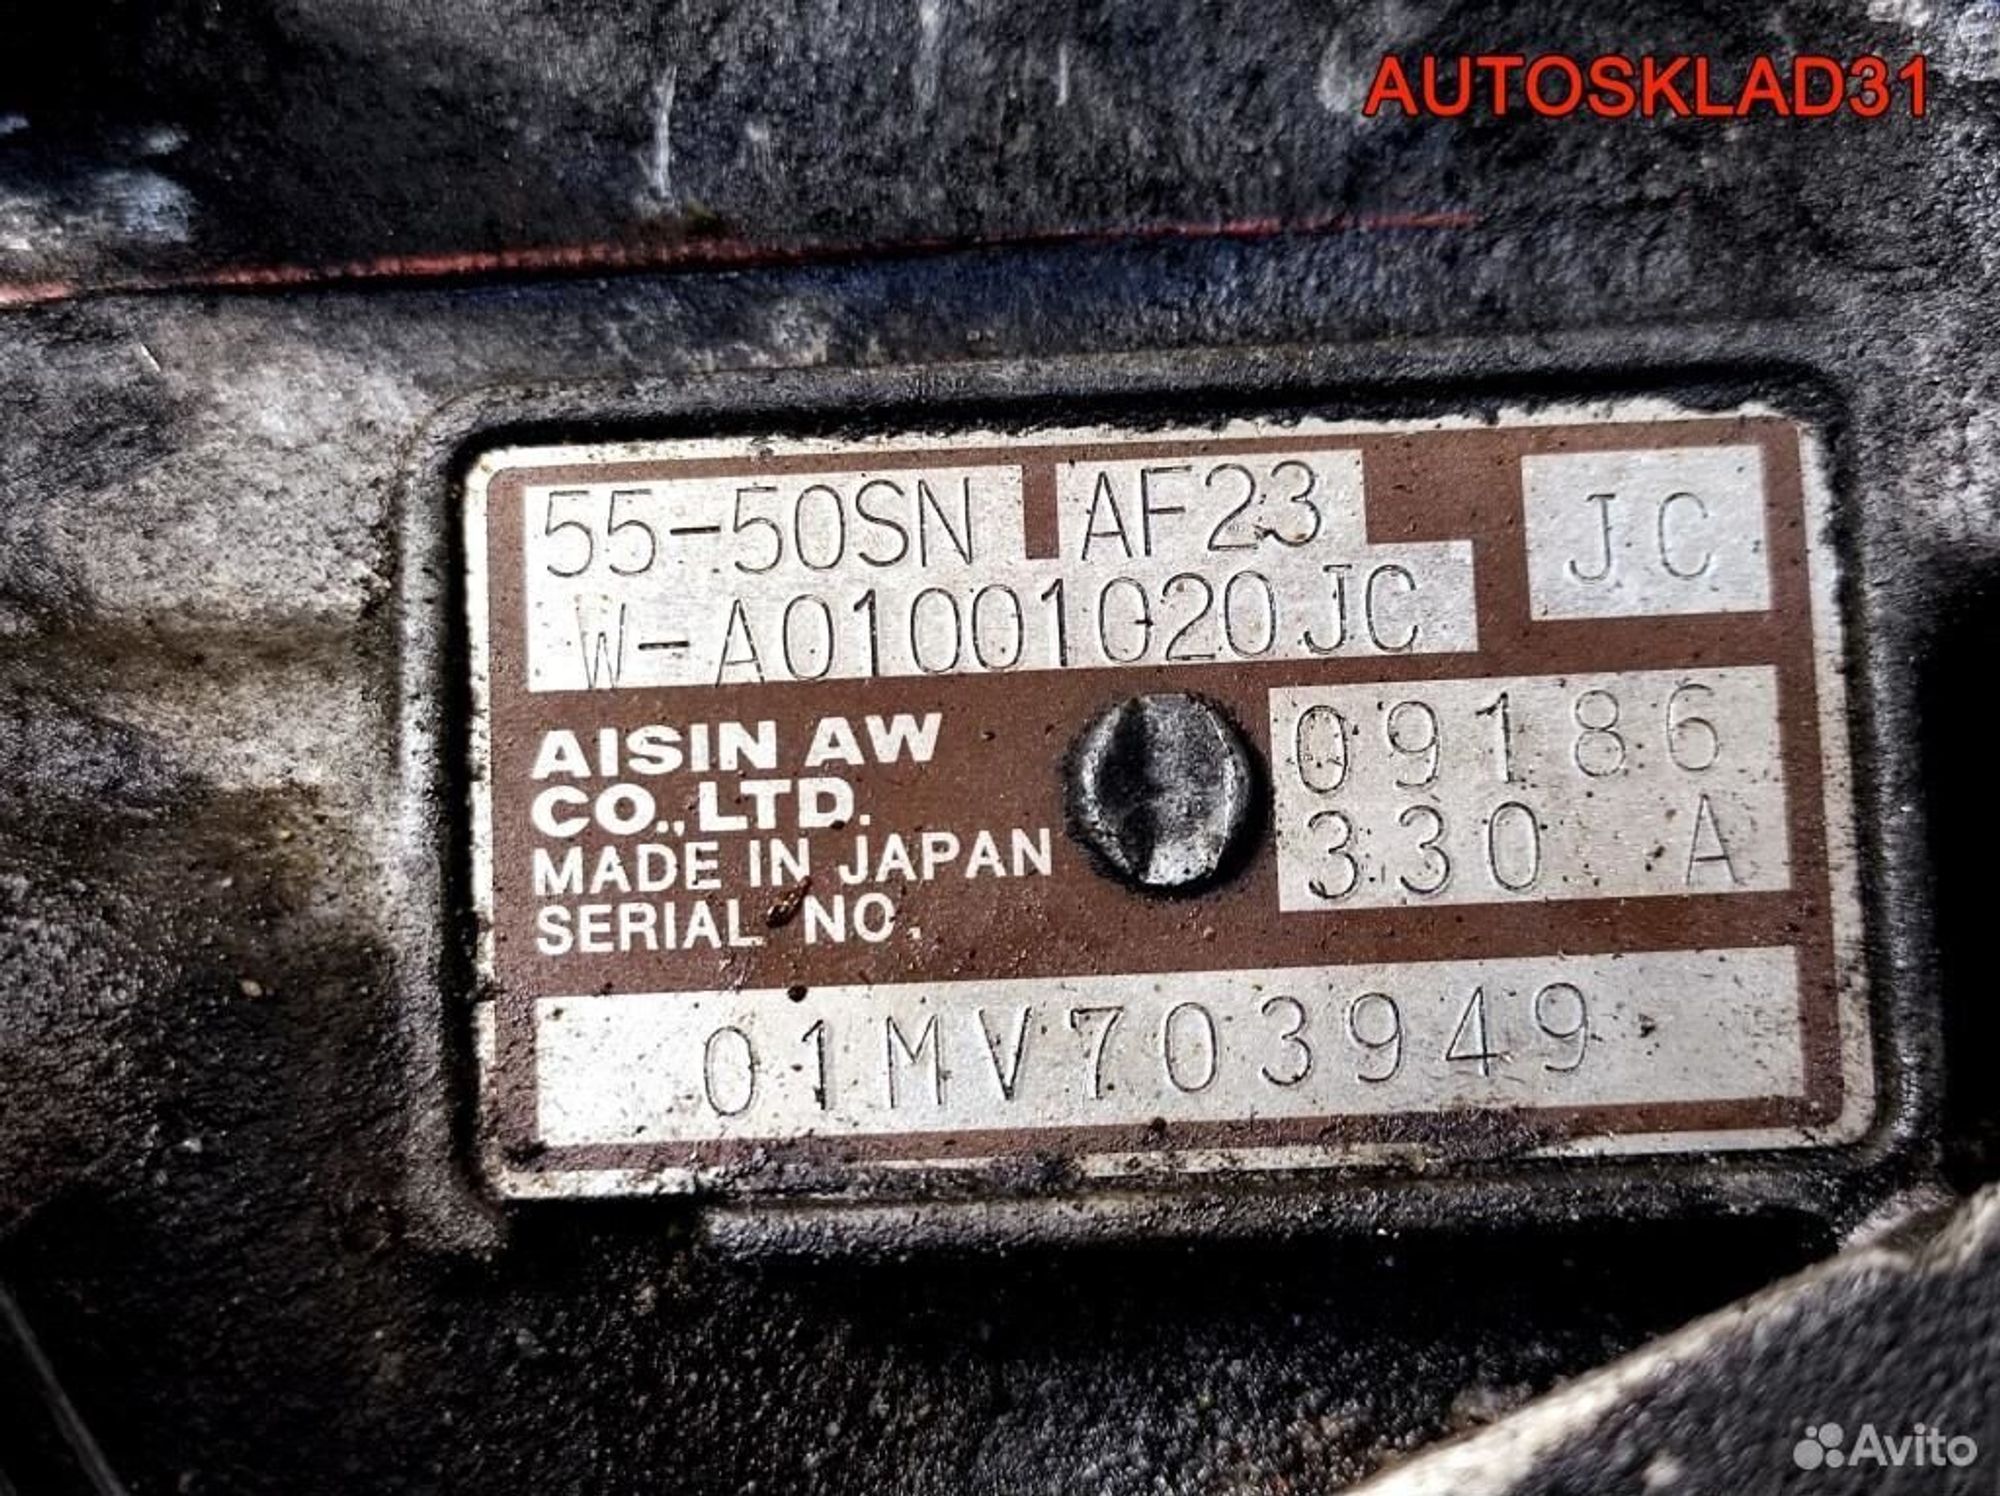 AUTOSKLAD31
55-50SN AF23 JC
W-A01001020JC
AISIN AW
CO.,LTD.
MADE IN JAPAN
SERIAL NO.
09186
330 A
01MV703949
Avito